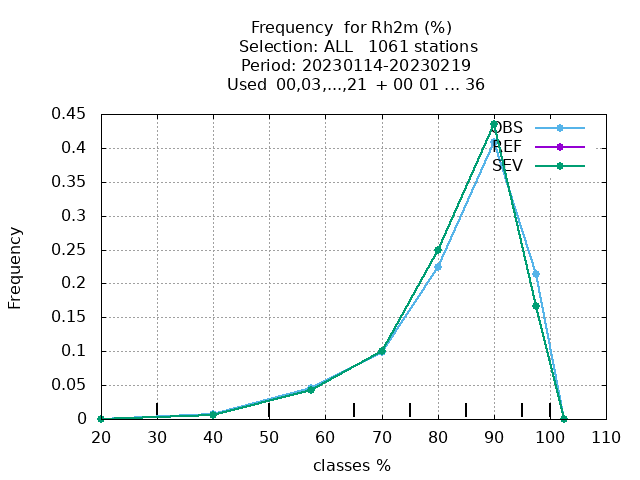 Frequency  for Rh2m (%)
Selection: ALL   1061 stations
Period: 20230114-20230219
Used  00,03,...,21  + 00 01 ... 36
0.45
0.4
0.35
0.3
0.25
0.2
0.15
0.1
0.05
0
Frequency
OBS
REF
SEV
20 30 40 50 60 70 80 90 100 110
classes %